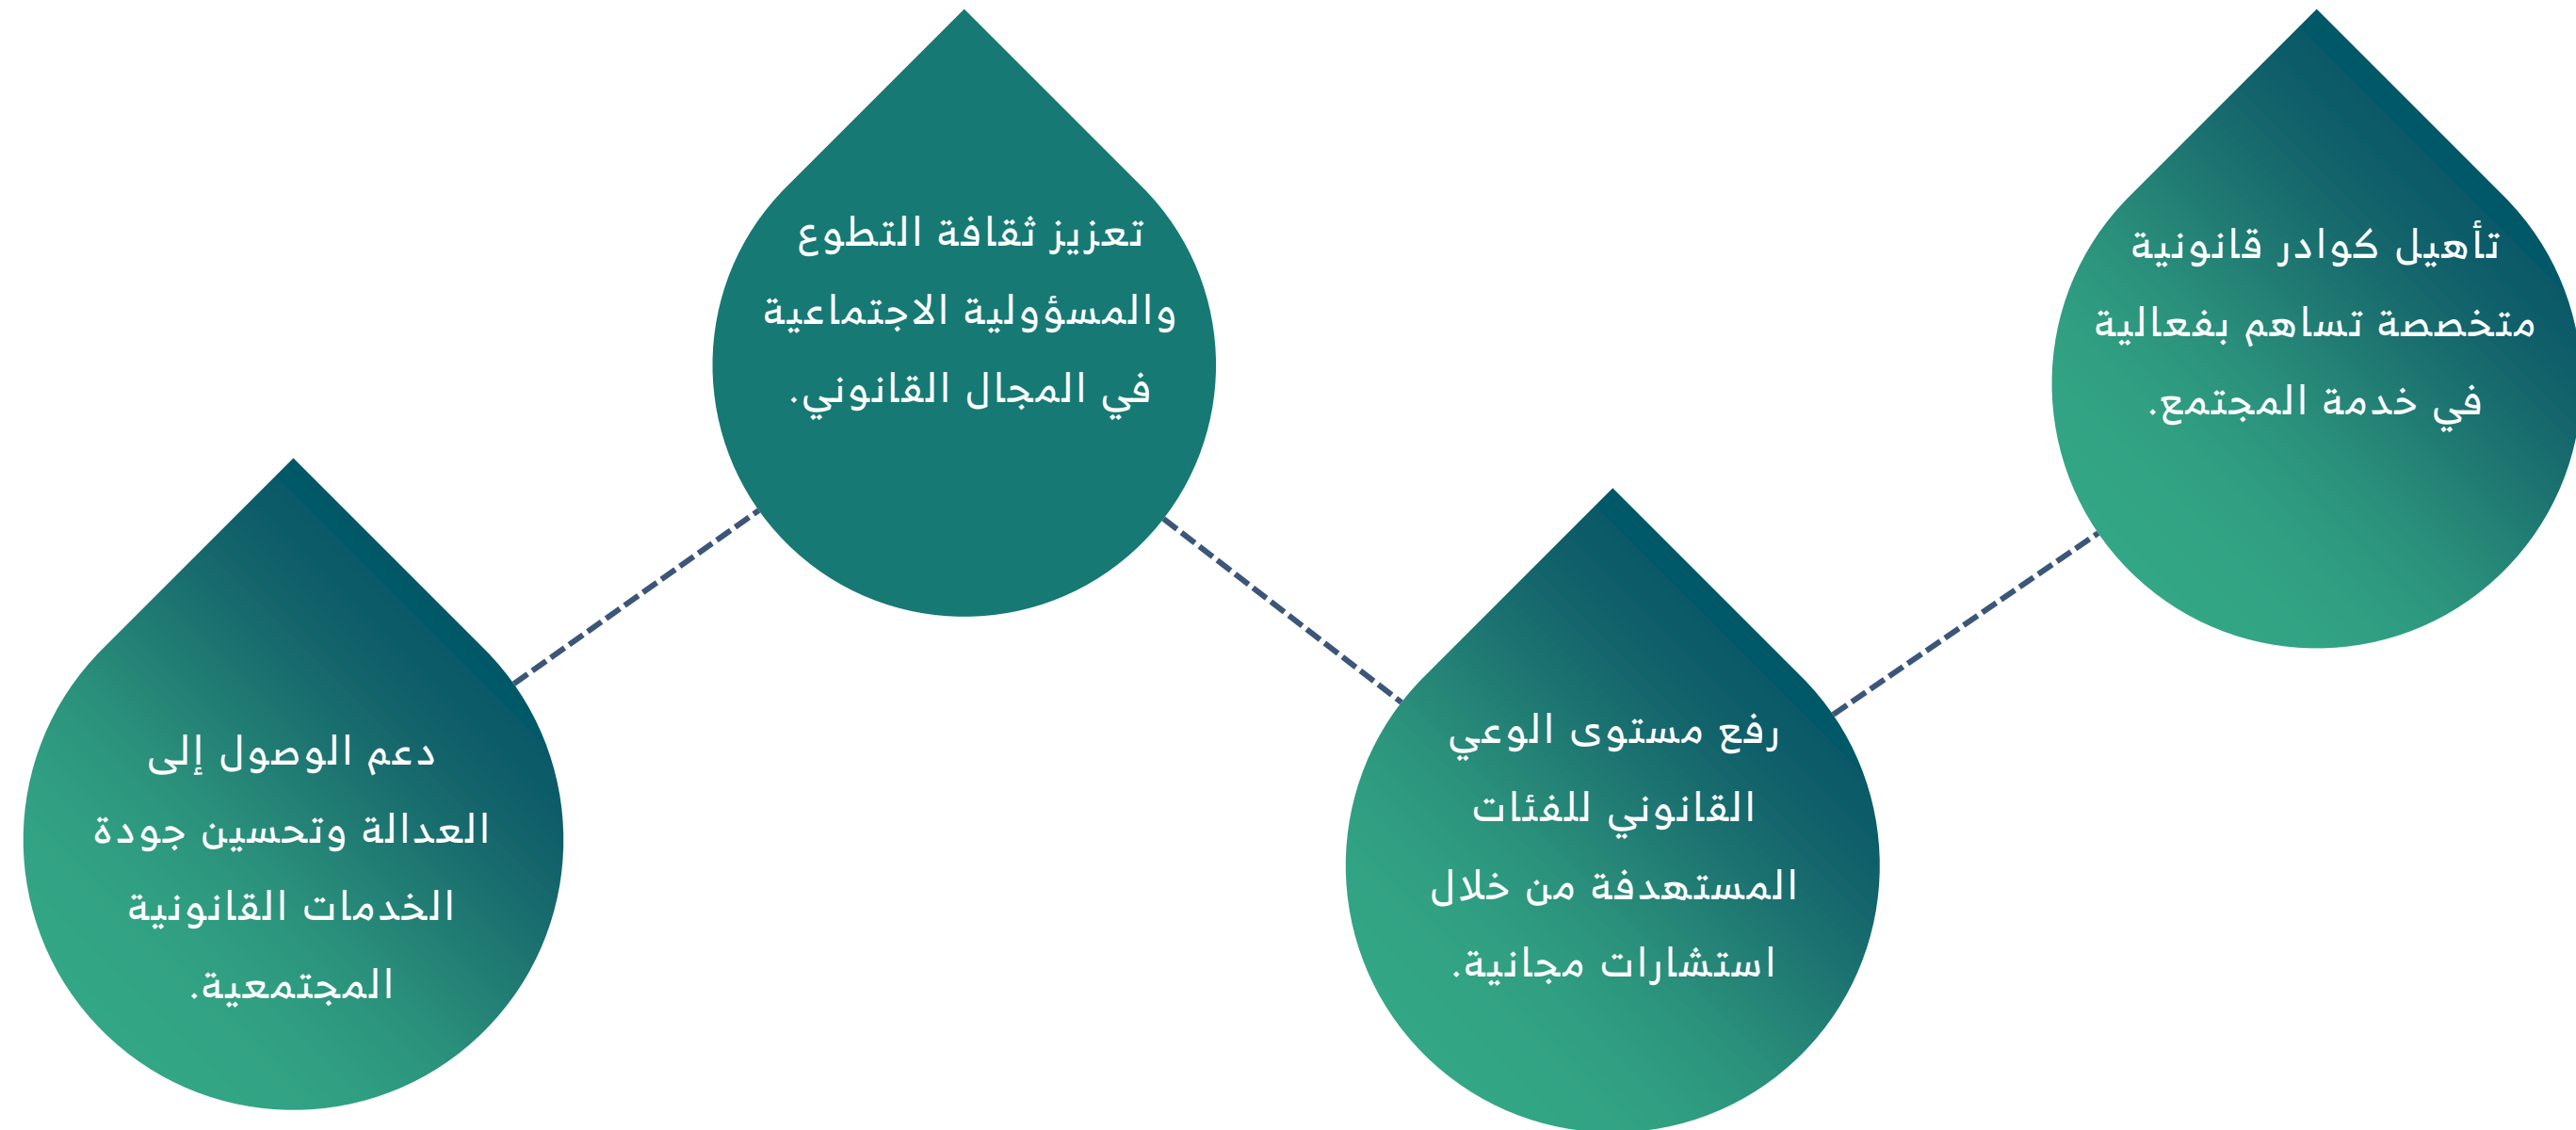 تأهيل كوادر قانونية
متخصصة تساهم بفعالية
في خدمة المجتمع.
رفع مستوى الوعي
القانوني للفئات
المستهدفة من خلال
استشارات مجانية.
تعزيز ثقافة التطوع
والمسؤولية الاجتماعية
في المجال القانوني.
دعم الوصول إلى
العدالة وتحسين جودة
الخدمات القانونية
المجتمعية.